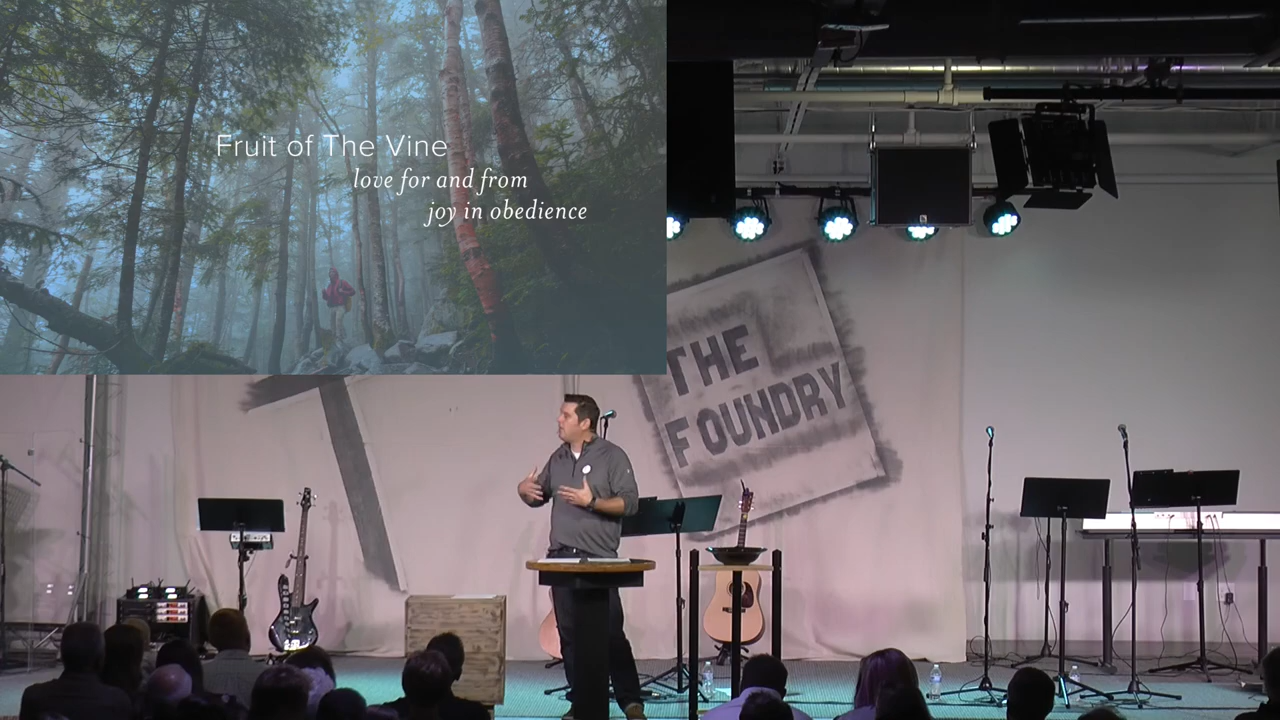 Fruit of The Vine
love for and from
joy in obedience
THE
FOUNDRY